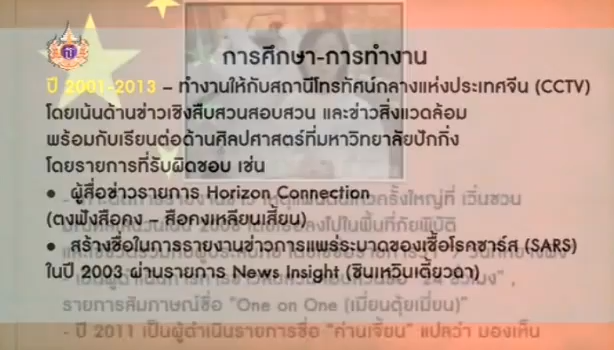 การศึกษา-การทำงาน
ปี 2001-2013 – ทำงานให้กับสถานีโทรทัศน์กลางแห่งประเทศจีน (CCTV)
โดยเน้นด้านข่าวเชิงสืบสวนสอบสวน และข่าวสิ่งแวดล้อม
พร้อมกับเรียนต่อด้านศิลปศาสตร์ที่มหาวิทยาลัยปักกิ่ง
โดยรายการที่รับผิดชอบ เช่น
• ผู้สื่อข่าวรายการ Horizon Connection
(ตงฟังสือคง – สือคงเหลียนเสี้ยน)
• สร้างชื่อในการรายงานข่าวการแพร่ระบาดของเชื้อโรคซาร์ส (SARS)
ในปี 2003 ผ่านรายการ News Insight (ซินเหวินเตี้ยวฉา)
รายการสัมภาษณ์ชื่อ "One on One (เมี่ยนตุ้ยเมี่ยน)"
- ปี 2011 เป็นผู้ดำเนินรายการชื่อ "ค่านเจี้ยน" แปลว่า มองเห็น